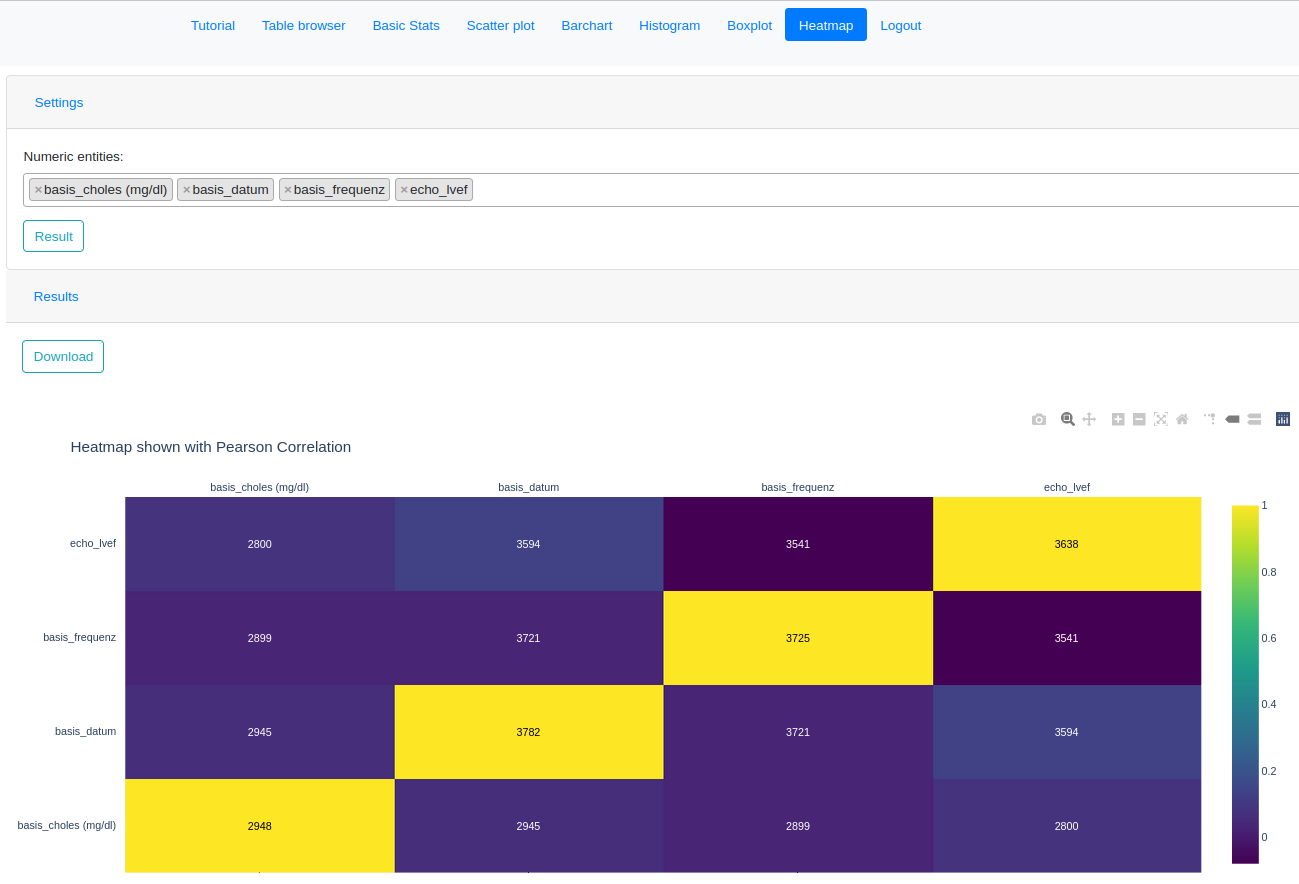 Tutorial Table browser Basic Stats Scatter plot Barchart Histogram Boxplot Heatmap Logout
Settings
Numeric entities:
×basis_choles (mg/dl) ×basis_datum ×basis_frequenz ×echo_lvef
Result
Results
Download
Heatmap shown with Pearson Correlation
basis_choles (mg/dl) basis_datum basis_frequenz echo_lvef
1
echo_lvef 2800 3594 3541 3638
0.8
basis_frequenz 2899 3721 3725 3541
0.6
0.4
basis_datum 2945 3782 3721 3594
0.2
basis_choles (mg/dl) 2948 2945 2899 2800
0